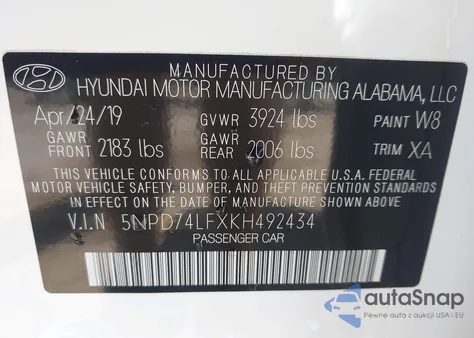 MANUFACTURED BY
HYUNDAI MOTOR MANUFACTURING ALABAMA, LLC
Apr/24/19 GVWR 3924 lbs PAINT W8
GAWR FRONT 2183 lbs GAWR REAR 2006 lbs TRIM XA
THIS VEHICLE CONFORMS TO ALL APPLICABLE U.S.A. FEDERAL
MOTOR VEHICLE SAFETY, BUMPER, AND THEFT PREVENTION
STANDARDS IN EFFECT ON THE DATE OF MANUFACTURE SHOWN ABOVE.
V.I.N 5NPD74LFXKH492434
PASSENGER CAR
autoSnap
Pewne auta z aukcji USA i EU